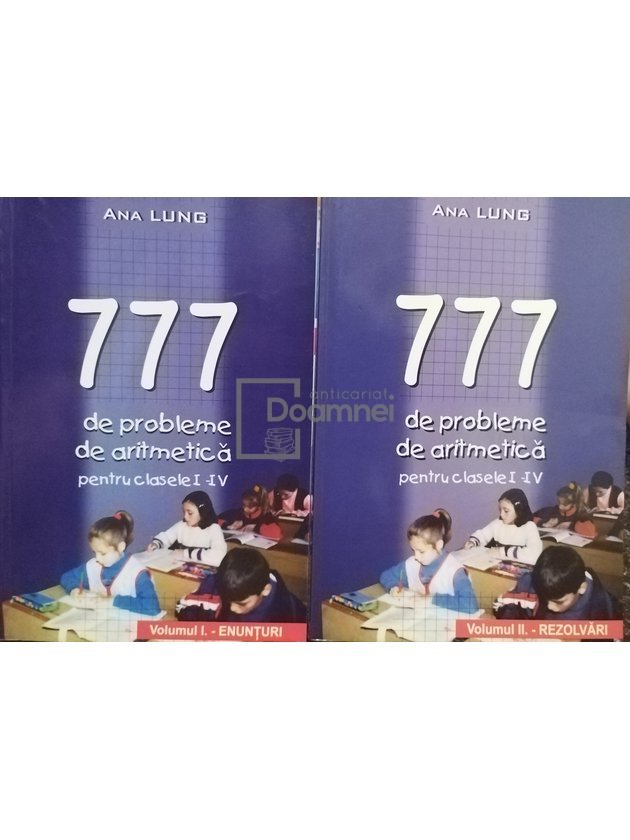 ANA LUNG
777
de probleme
de aritmetică
pentru clasele I-IV
Volumul I. - ENUNȚURI
ANA LUNG
777
de probleme
de aritmetică
pentru clasele I-IV
Volumul II. - REZOLVĂRI
anticariat
Doamnei